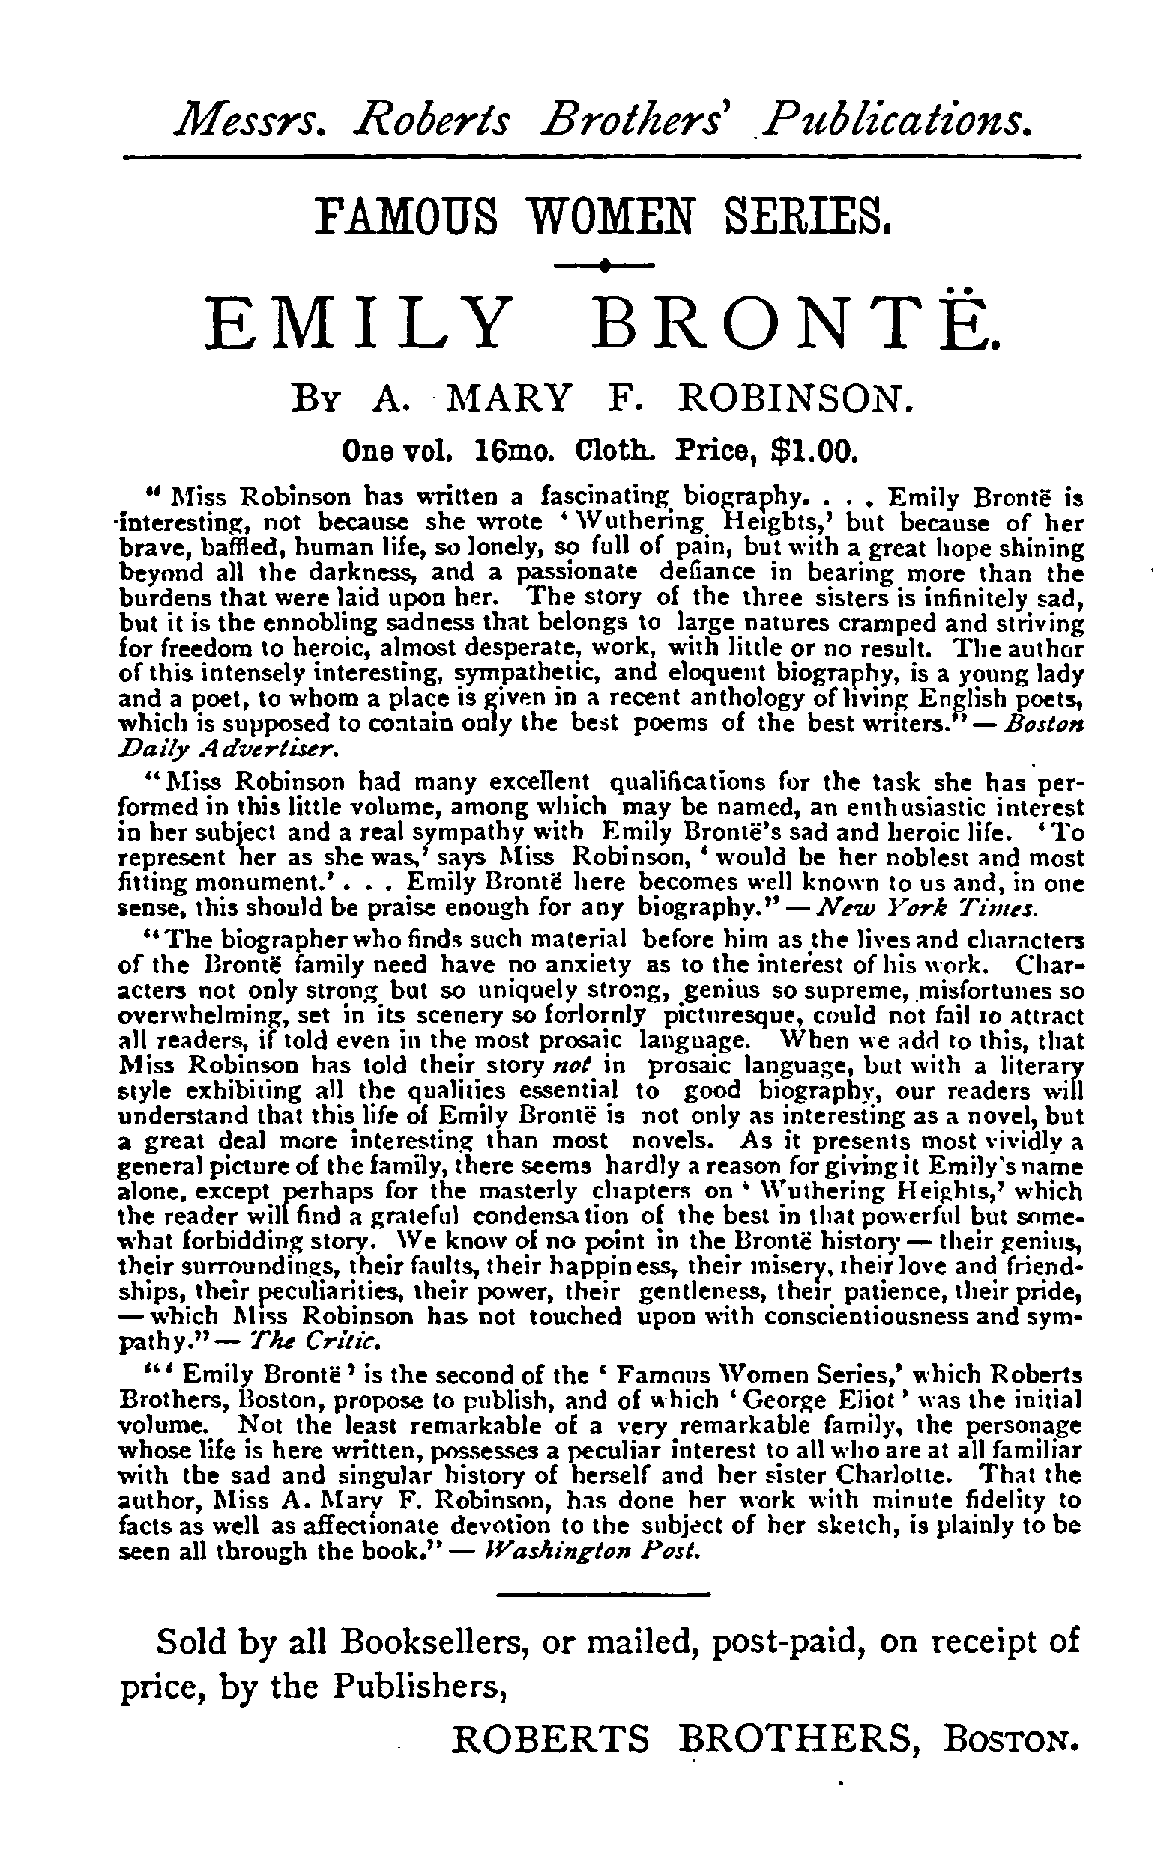 Messrs. Roberts Brothers' Publications.
FAMOUS WOMEN SERIES.
EMILY BRONTË.
BY A. MARY F. ROBINSON.
One vol. 16mo. Cloth. Price, $1.00.
“ Miss Robinson has written a fascinating biography. . . . Emily Brontë is
interesting, not because she wrote ‘ Wuthering Heights,’ but because of her
brave, baffled, human life, so lonely, so full of pain, but with a great hope shining
beyond all the darkness, and a passionate defiance in bearing more than the
burdens that were laid upon her. The story of the three sisters is infinitely sad,
but it is the ennobling sadness that belongs to large natures cramped and striving
for freedom to heroic, almost desperate, work, with little or no result. The author
of this intensely interesting, sympathetic, and eloquent biography, is a young lady
and a poet, to whom a place is given in a recent anthology of living English poets,
which is supposed to contain only the best poems of the best writers.” — Boston
Daily Advertiser.
“ Miss Robinson had many excellent qualifications for the task she has per-
formed in this little volume, among which may be named, an enthusiastic interest
in her subject and a real sympathy with Emily Brontë's sad and heroic life. ‘ To
represent her as she was,’ says Miss Robinson, ‘ would be her noblest and most
fitting monument.’ . . . Emily Brontë here becomes well known to us and, in one
sense, this should be praise enough for any biography.” — New York Times.
“ The biographer who finds such material before him as the lives and characters
of the Brontë family need have no anxiety as to the interest of his work. Char-
acters not only strong but so uniquely strong, genius so supreme, misfortunes so
overwhelming, set in its scenery so forlornly picturesque, could not fail to attract
all readers, if told even in the most prosaic language. When we add to this, that
Miss Robinson has told their story not in prosaic language, but with a literary
style exhibiting all the qualities essential to good biography, our readers will
understand that this life of Emily Brontë is not only as interesting as a novel, but
a great deal more interesting than most novels. As it presents most vividly a
general picture of the family, there seems hardly a reason for giving it Emily's name
alone, except perhaps for the masterly chapters on ‘ Wuthering Heights,’ which
the reader will find a grateful condensation of the best in that powerful but some-
what forbidding story. We know of no point in the Brontë history — their genius,
their surroundings, their faults, their happiness, their misery, their love and friend-
ships, their peculiarities, their power, their gentleness, their patience, their pride,
— which Miss Robinson has not touched upon with conscientiousness and sym-
pathy.” — The Critic.
“ ‘ Emily Brontë ’ is the second of the ‘ Famous Women Series,’ which Roberts
Brothers, Boston, propose to publish, and of which ‘ George Eliot ’ was the initial
volume. Not the least remarkable of a very remarkable family, the personage
whose life is here written, possesses a peculiar interest to all who are at all familiar
with the sad and singular history of herself and her sister Charlotte. That the
author, Miss A. Mary F. Robinson, has done her work with minute fidelity to
facts as well as affectionate devotion to the subject of her sketch, is plainly to be
seen all through the book.” — Washington Post.
Sold by all Booksellers, or mailed, post-paid, on receipt of
price, by the Publishers,
ROBERTS BROTHERS, BOSTON.